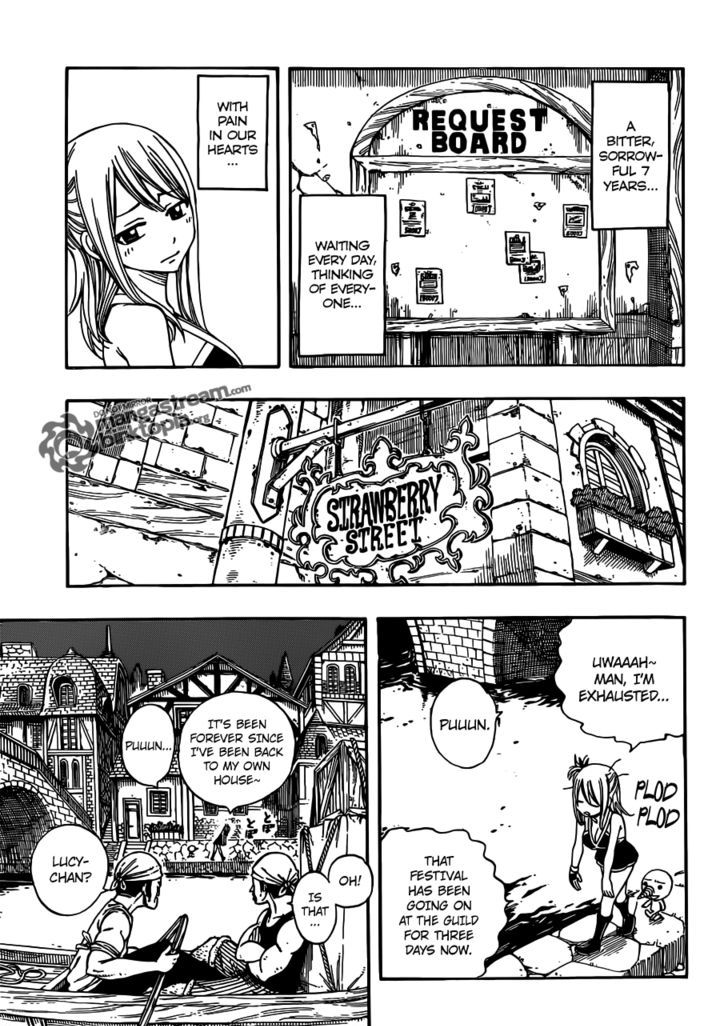 A
BITTER,
SORROW-
FUL 7
YEARS...
REQUEST
BOARD
WAITING
EVERY DAY,
THINKING
OF EVERY-
ONE...
WITH
PAIN
IN OUR
HEARTS
...
mangastream.com
binktopia.org
STRAWBERRY
STREET
UWAAAH~
MAN, I'M
EXHAUSTED...
PUUUN.
PLOD
PLOD
THAT
FESTIVAL
HAS BEEN
GOING ON
AT THE GUILD
FOR THREE
DAYS NOW.
IT'S BEEN
FOREVER SINCE
I'VE BEEN BACK
TO MY OWN
HOUSE~
PUUUN...
OH!
IS
THAT ...
LUCY-
CHAN?